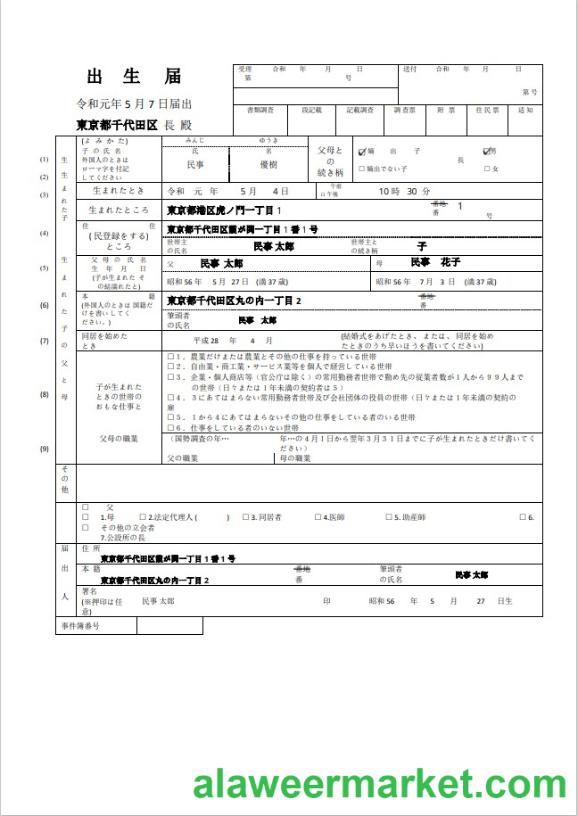 出 生 届
令和元年 5 月 7 日届出
東京都千代田区 長 殿
受理 令和 年 月 日
第 号
送付 令和 年 月 日
第 号
書類調査 戸籍記載 記載調査 調 査 票 附 票 住 民 票 通 知
(1)
(2)
(3)
(4)
(5)
(6)
(7)
(8)
(9)
生まれた子
生まれた子の父と母
(よ み か た)
子 の 氏 名
外国人のときは
ローマ字を付記
してください
みんじ ゆうき
氏 名
民事 優樹
父母と
の
続き柄
☑嫡 出 子
□嫡出でない子
長
☑男
□女
生まれたとき 令和 元 年 5 月 4 日 午前
□午後 10 時 30 分
生まれたところ 東京都港区虎ノ門一丁目 1 番地
番 1
号
住 住
(民登録をする)
ところ
東京都千代田区霞が関一丁目 1 番 1 号
世帯主
の氏名 民事 太郎 世帯主と
の続き柄 子
父 母 の 氏 名
生 年 月 日
(子が生まれた そ
の結満れたと)
父 民事 太郎 母 民事 花子
昭和 56 年 5 月 27 日 (満 37 歳) 昭和 56 年 7 月 3 日 (満 37 歳)
本 籍
(外国人のときは 国籍だ
けを書いしてく
ださい。)
東京都千代田区丸の内一丁目 2 番地
番
筆頭者
の氏名 民事 太郎
同居を始めた
とき
平成 28 年 4 月 (結婚式をあげたとき、または、同居を始め
たときのうち早いほうを書いてください)
子が生まれた
ときの世帯の
おもな仕事と
□1．農業だけまたは農業とその他の仕事を持っている世帯
□2．自由業・商工業・サービス業等を個人で経営している世帯
□3．企業・個人商店等（官公庁は除く）の常用勤労者世帯で勤め先の従業者数が１人から９９人まで
の世帯（日々または１年未満の契約者は５）
□4．３にあてはまらない常用勤労者世帯及び会社団体の役員の世帯（日々または１年未満の契約の
雇
□5．１から４にあてはまらないその他の仕事をしている者のいる世帯
□6．仕事をしている者のいない世帯
父母の職業
（国勢調査の年… 年…の４月１日から翌年３月３１日までに子が生まれたときだけ書いてく
ださい）
父の職業 母の職業
その他
□ 父
□ 1.母 □ 2.法定代理人 ( ) □ 3. 同居者 □ 4.医師 □ 5. 助産師 □ 6.
□ その他の立会者
7.公設所の長
届出人
住 所
東京都千代田区霞が関一丁目 1 番 1 号
本 籍
東京都千代田区丸の内一丁目 2
番地
番
筆頭者
の氏名 民事 太郎
署名
(※押印は任
意)
民事 太郎 印 昭和 56 年 5 月 27 日生
事件簿番号
alaweermarket.com